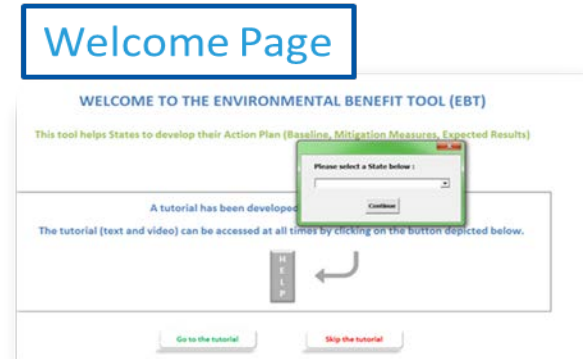 Welcome Page
WELCOME TO THE ENVIRONMENTAL BENEFIT TOOL (EBT)
This tool helps States to develop their Action Plan (Baseline, Mitigation Measures, Expected Results)
Please select a State below :
Continue
A tutorial has been developed
The tutorial (text and video) can be accessed at all times by clicking on the button depicted below.
HELP
Go to the tutorial
Skip the tutorial